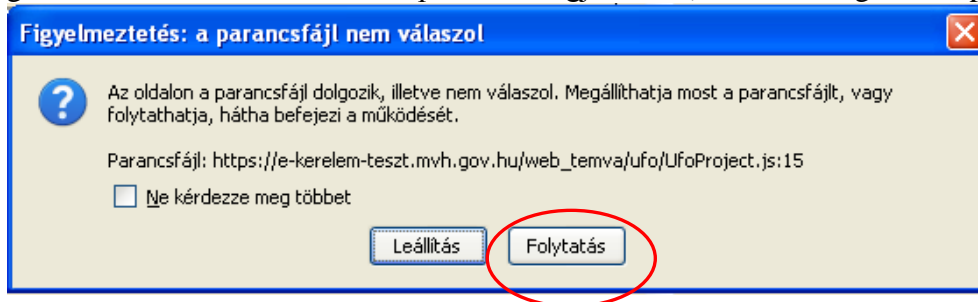 Figyelmeztetés: a parancsfájl nem válaszol
Az oldalon a parancsfájl dolgozik, illetve nem válaszol. Megállíthatja most a parancsfájlt, vagy
folytathatja, hátha befejezi a működését.
Parancsfájl: https://e-kerelem-teszt.mvh.gov.hu/web_temva/ufo/UfoProject.js:15
Ne kérdezze meg többet
Leállítás Folytatás